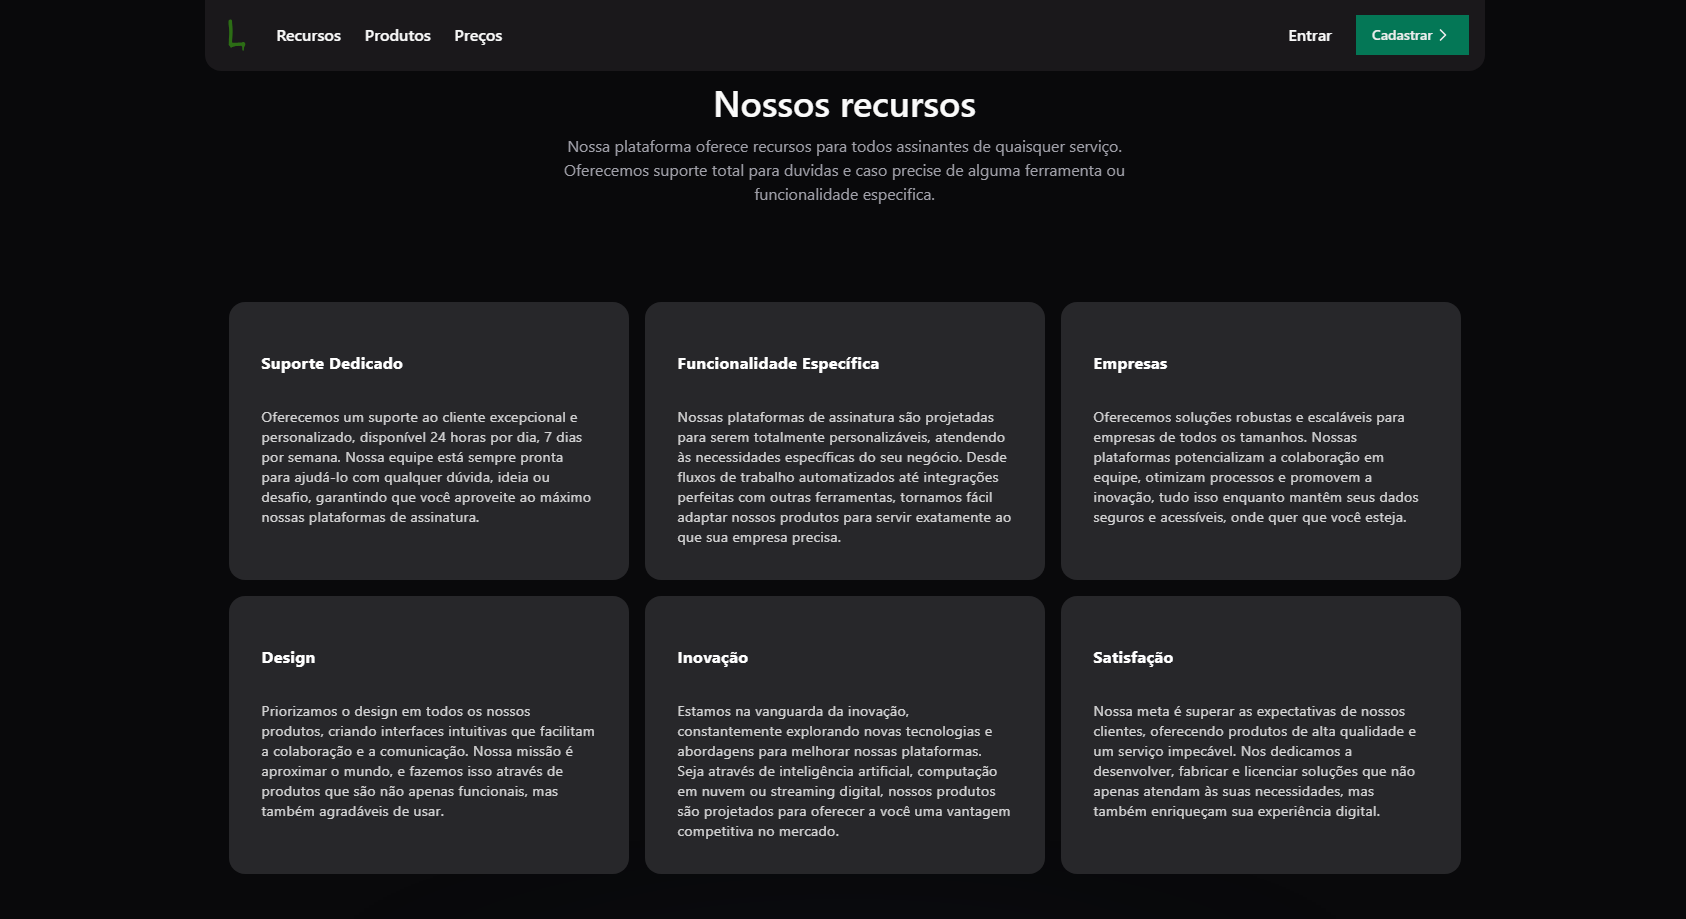 L
Recursos Produtos Preços
Entrar
Cadastrar
Nossos recursos
Nossa plataforma oferece recursos para todos assinantes de quaisquer serviço.
Oferecemos suporte total para duvidas e caso precise de alguma ferramenta ou
funcionalidade especifica.
Suporte Dedicado
Oferecemos um suporte ao cliente excepcional e
personalizado, disponível 24 horas por dia, 7 dias
por semana. Nossa equipe está sempre pronta
para ajudá-lo com qualquer dúvida, ideia ou
desafio, garantindo que você aproveite ao máximo
nossas plataformas de assinatura.
Funcionalidade Específica
Nossas plataformas de assinatura são projetadas
para serem totalmente personalizáveis, atendendo
às necessidades específicas do seu negócio. Desde
fluxos de trabalho automatizados até integrações
perfeitas com outras ferramentas, tornamos fácil
adaptar nossos produtos para servir exatamente ao
que sua empresa precisa.
Empresas
Oferecemos soluções robustas e escaláveis para
empresas de todos os tamanhos. Nossas
plataformas potencializam a colaboração em
equipe, otimizam processos e promovem a
inovação, tudo isso enquanto mantêm seus dados
seguros e acessíveis, onde quer que você esteja.
Design
Priorizamos o design em todos os nossos
produtos, criando interfaces intuitivas que facilitam
a colaboração e a comunicação. Nossa missão é
aproximar o mundo, e fazemos isso através de
produtos que são não apenas funcionais, mas
também agradáveis de usar.
Inovação
Estamos na vanguarda da inovação,
constantemente explorando novas tecnologias e
abordagens para melhorar nossas plataformas.
Seja através de inteligência artificial, computação
em nuvem ou streaming digital, nossos produtos
são projetados para oferecer a você uma vantagem
competitiva no mercado.
Satisfação
Nossa meta é superar as expectativas de nossos
clientes, oferecendo produtos de alta qualidade e
um serviço impecável. Nos dedicamos a
desenvolver, fabricar e licenciar soluções que não
apenas atendam às suas necessidades, mas
também enriqueçam sua experiência digital.